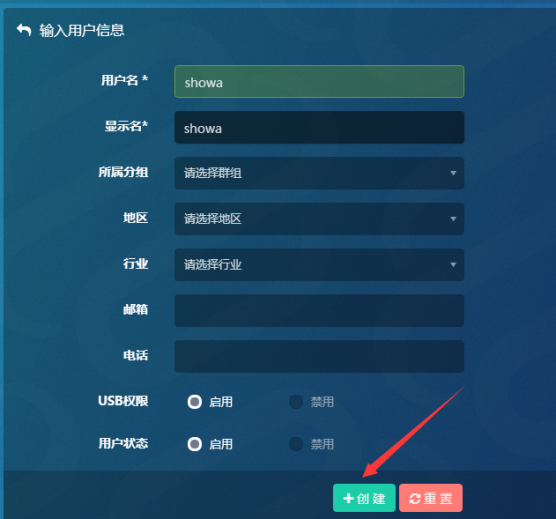 输入用户信息
用户名 * showa
显示名* showa
所属分组 请选择群组
地区 请选择地区
行业 请选择行业
邮箱
电话
USB权限 启用 禁用
用户状态 启用 禁用
创建 重置